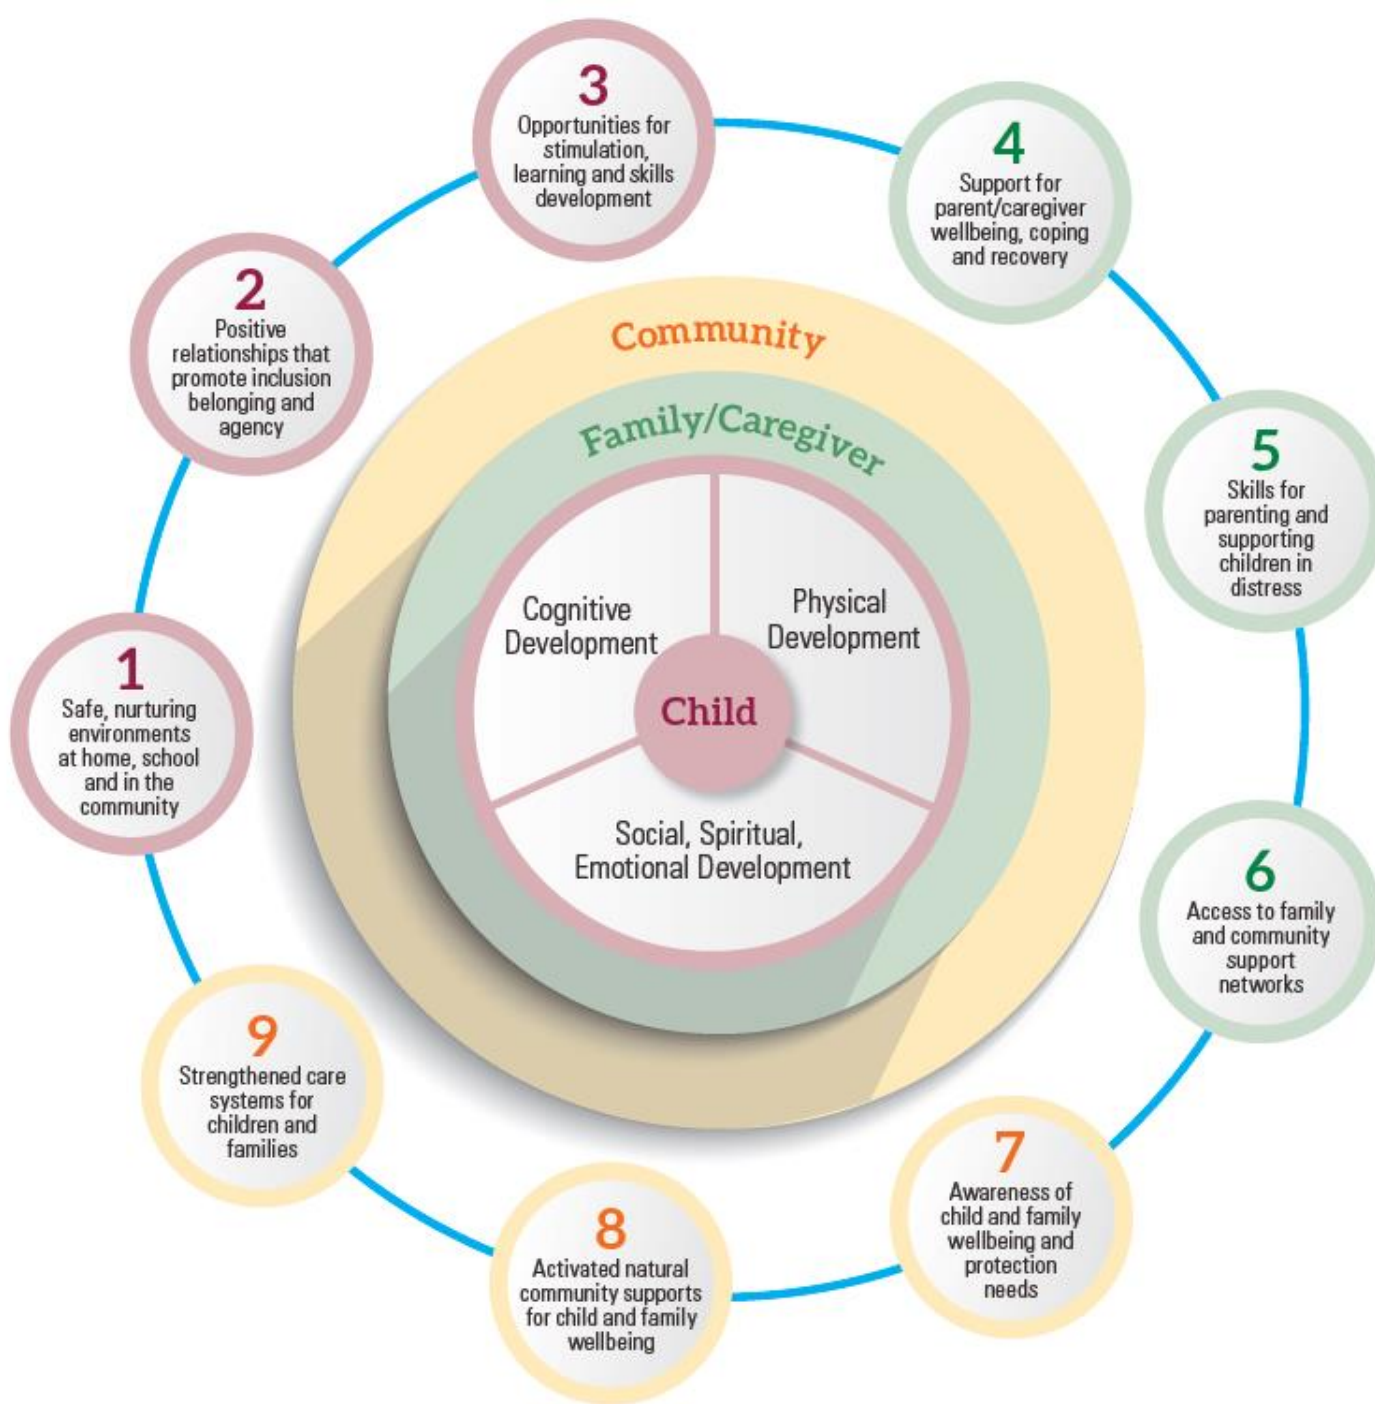 3
Opportunities for
stimulation,
learning and skills
development
4
Support for
parent/caregiver
wellbeing, coping
and recovery
2
Positive
relationships that
promote inclusion
belonging and
agency
5
Skills for
parenting and
supporting
children in
distress
1
Safe, nurturing
environments
at home, school
and in the
community
6
Access to family
and community
support
networks
9
Strengthened care
systems for
children and
families
7
Awareness of
child and family
wellbeing and
protection
needs
8
Activated natural
community supports
for child and family
wellbeing
Community
Family/Caregiver
Cognitive
Development
Physical
Development
Child
Social, Spiritual,
Emotional Development